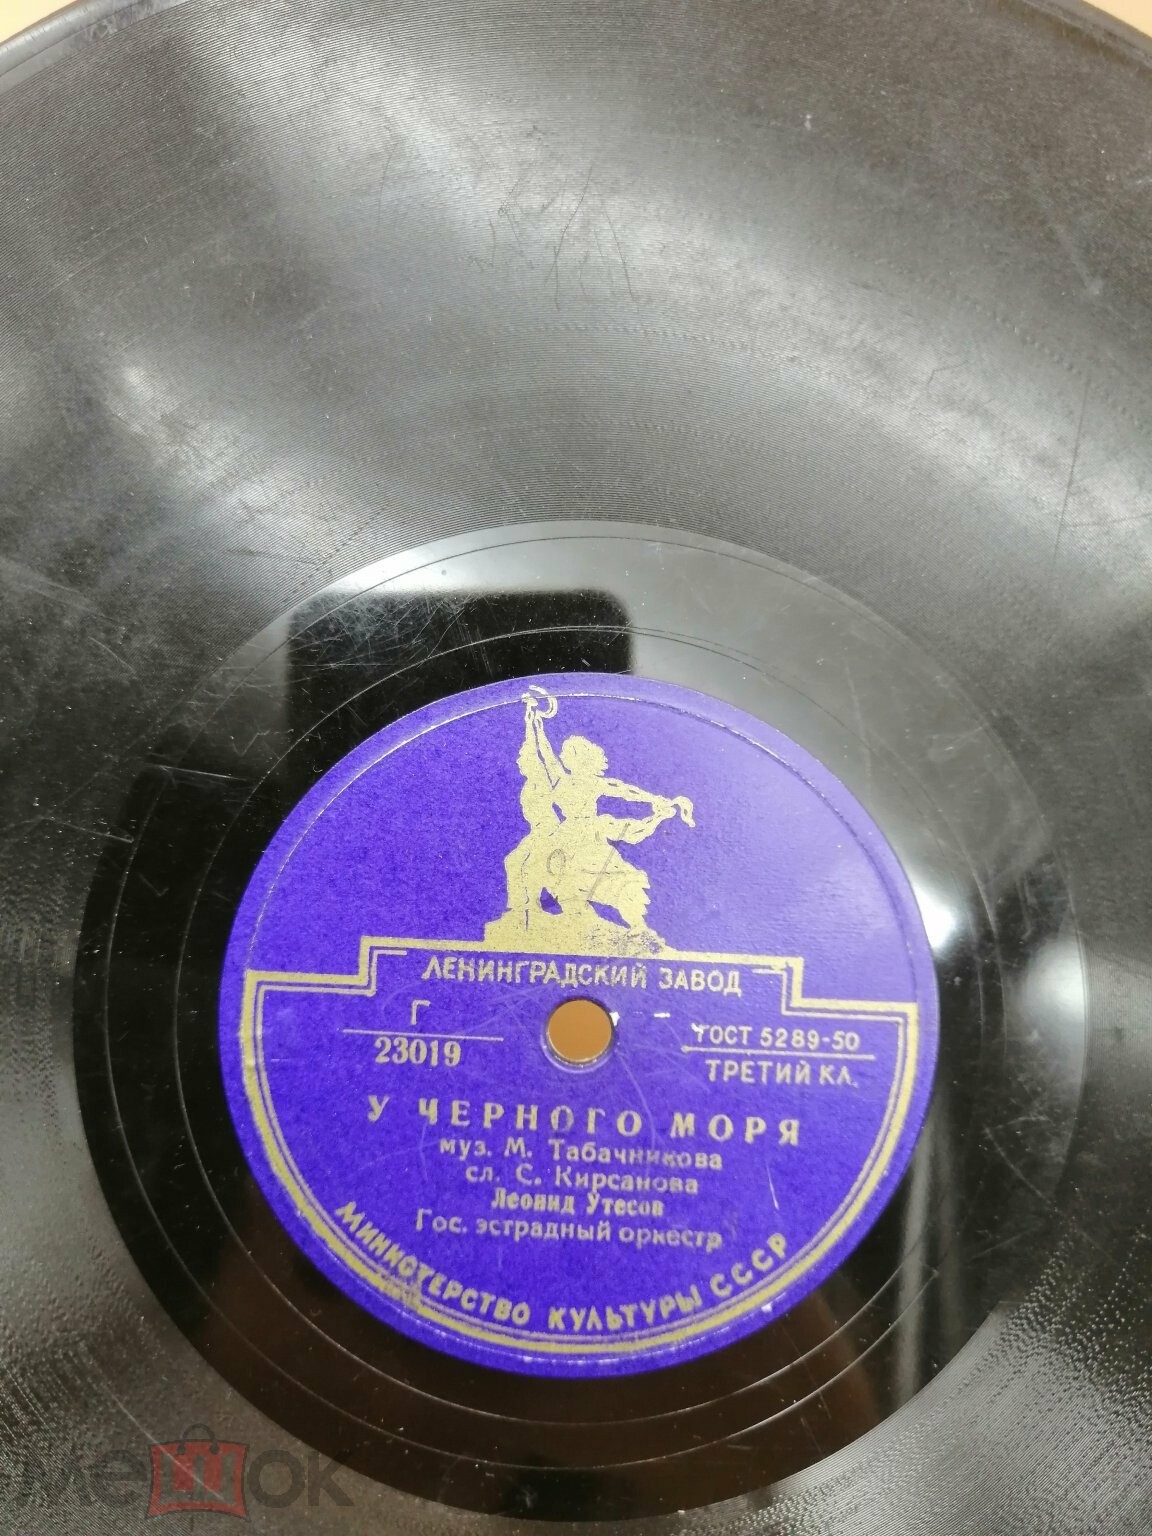 ЛЕНИНГРАДСКИЙ ЗАВОД
Г
23019
ГОСТ 5289-50
ТРЕТИЙ КЛ.
У ЧЕРНОГО МОРЯ
муз. М. Табачникова
сл. С. Кирсанова
Леонид Утесов
Гос. эстрадный оркестр
МИНИСТЕРСТВО КУЛЬТУРЫ СССР
мешок